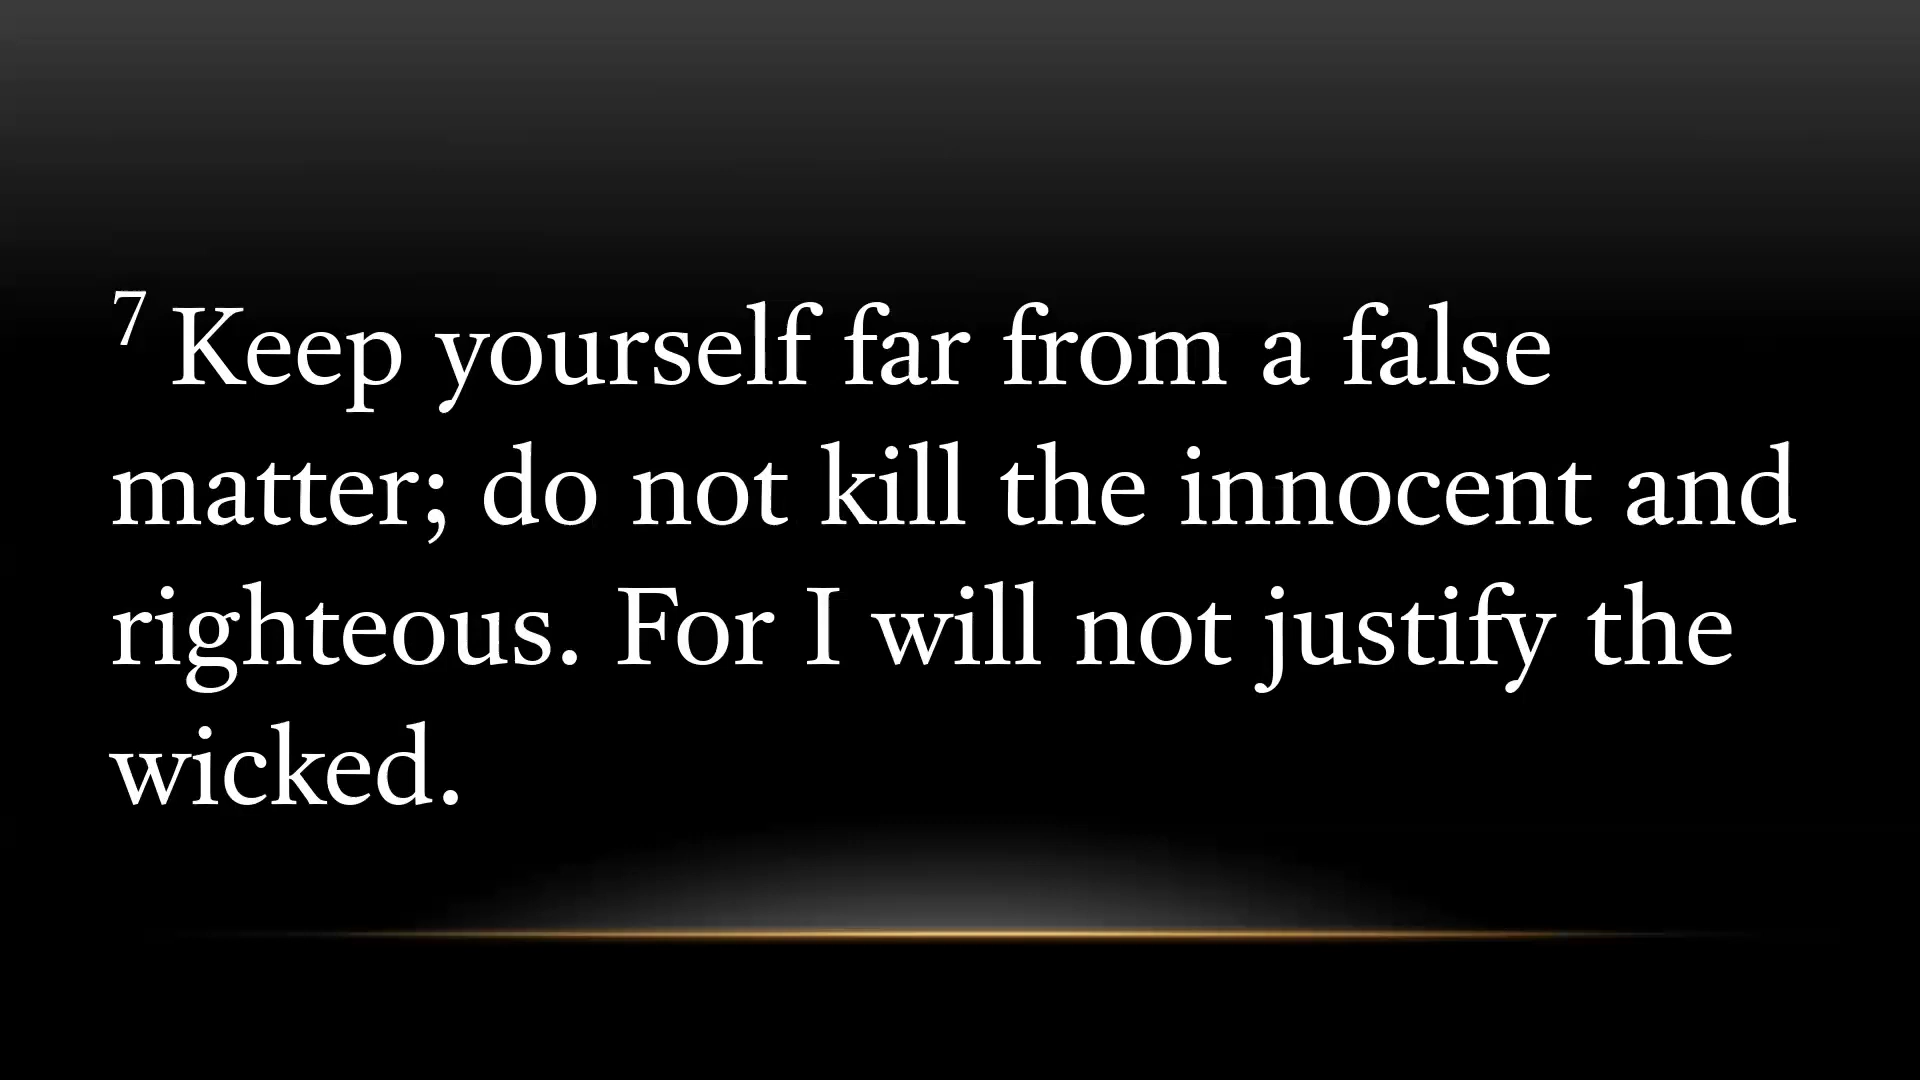 7 Keep yourself far from a false
matter; do not kill the innocent and
righteous. For I will not justify the
wicked.